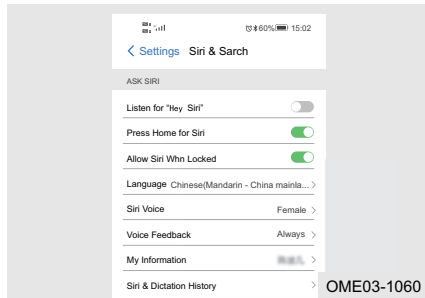 60% 15:02
Settings Siri & Sarch
ASK SIRI
Listen for "Hey Siri"
Press Home for Siri
Allow Siri Whn Locked
Language Chinese(Mandarin - China mainla...
Siri Voice Female
Voice Feedback Always
My Information
Siri & Dictation History
OME03-1060